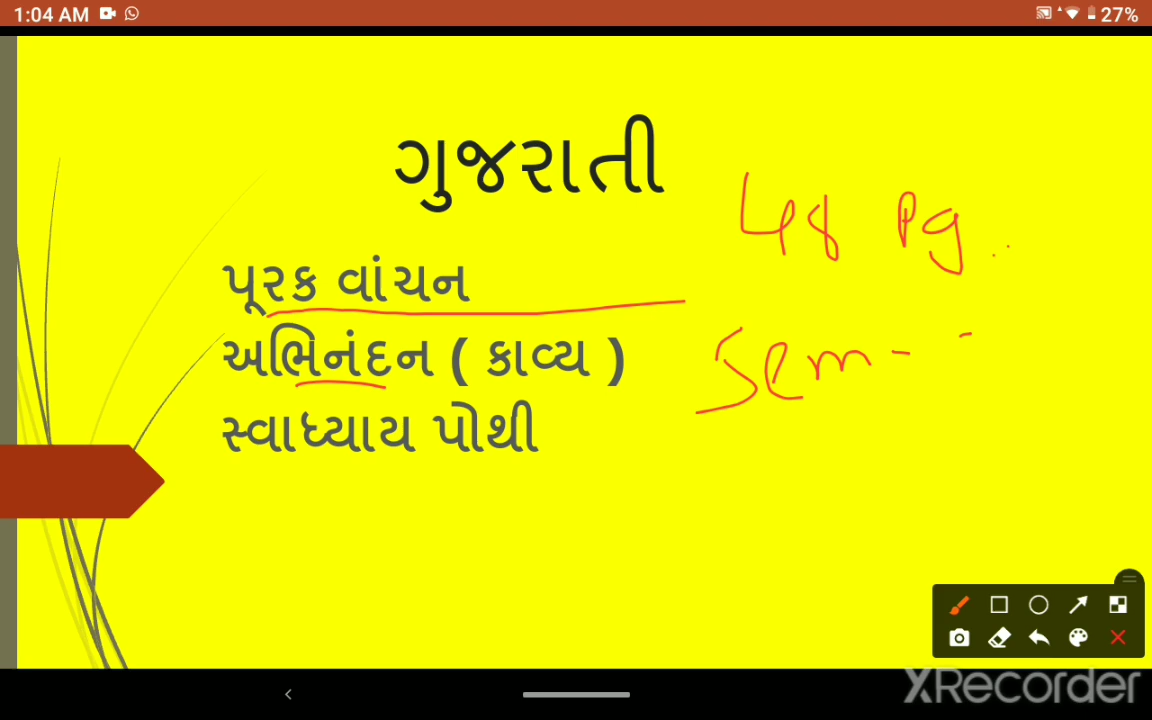 1:04 AM
27%
ગુજરાતી
48 Pg.
પૂરક વાંચન
અભિનંદન ( કાવ્ય )
Sem-
સ્વાધ્યાય પોથી
XRecorder